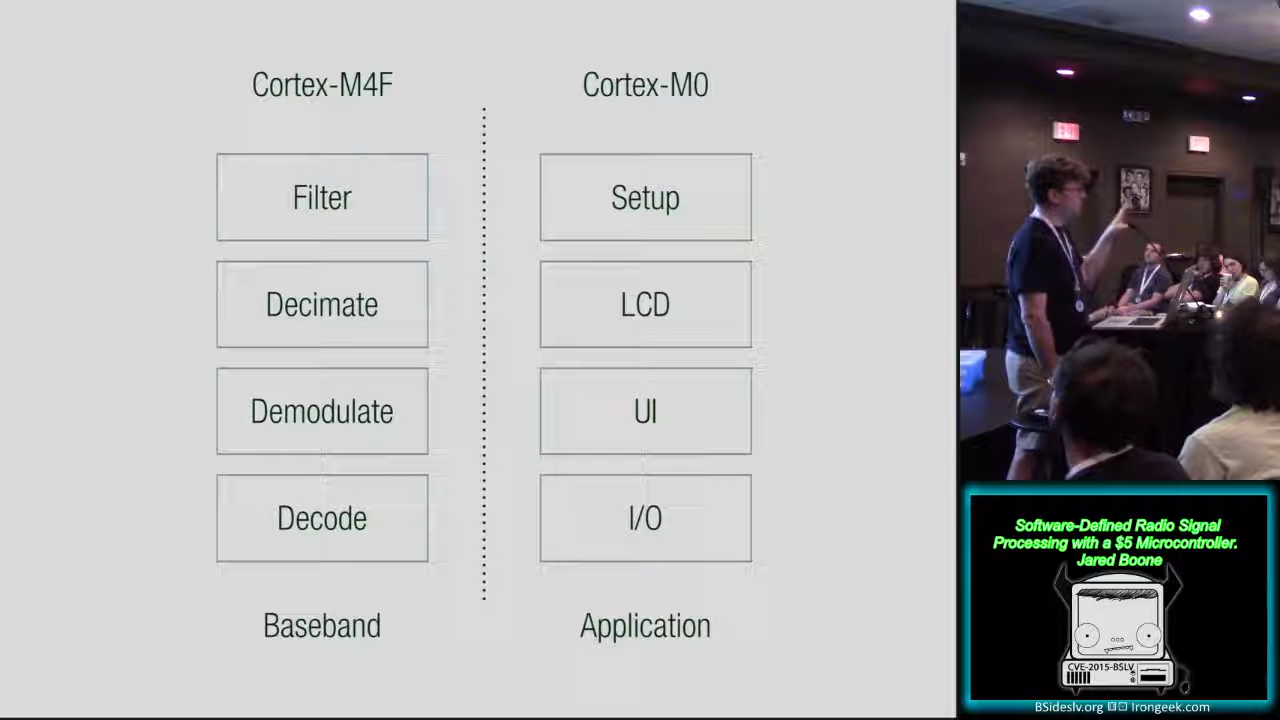 Cortex-M4F
Cortex-M0
Filter
Setup
Decimate
LCD
Demodulate
UI
Decode
I/O
Baseband
Application
Software-Defined Radio Signal
Processing with a $5 Microcontroller.
Jared Boone
CVE-2015-BSLV
BSideslv.org Irongeek.com